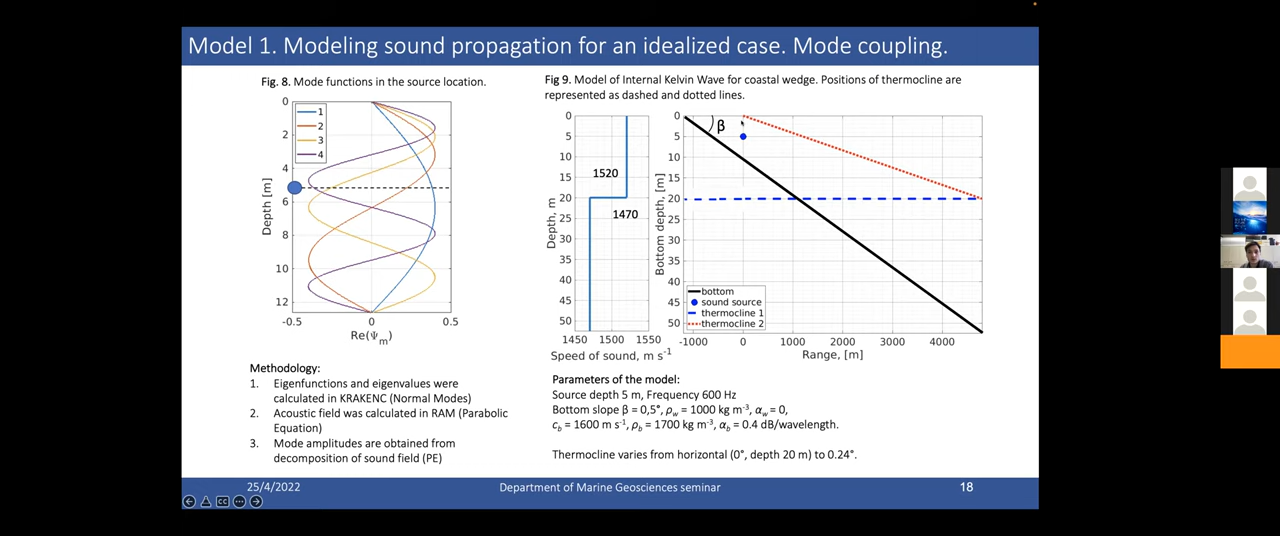 Model 1. Modeling sound propagation for an idealized case. Mode coupling.
Fig. 8. Mode functions in the source location.
0
2
4
6
8
10
12
Depth [m]
1
2
3
4
-0.5
0
0.5
Re(Ψm)
Methodology:
1. Eigenfunctions and eigenvalues were
calculated in KRAKENC (Normal Modes)
2. Acoustic field was calculated in RAM (Parabolic
Equation)
3. Mode amplitudes are obtained from
decomposition of sound field (PE)
Fig 9. Model of Internal Kelvin Wave for coastal wedge. Positions of thermocline are
represented as dashed and dotted lines.
0
5
10
15
20
25
30
35
40
45
50
Depth, m
1520
1470
1450
1500
1550
Speed of sound, m s-1
0
5
10
15
20
25
30
35
40
45
50
Bottom depth, [m]
β
bottom
sound source
thermocline 1
thermocline 2
-1000
0
1000
2000
3000
4000
Range, [m]
Parameters of the model:
Source depth 5 m, Frequency 600 Hz
Bottom slope β = 0,5°, ρw = 1000 kg m-3, αw = 0,
cb = 1600 m s-1, ρb = 1700 kg m-3, αb = 0.4 dB/wavelength.
Thermocline varies from horizontal (0°, depth 20 m) to 0.24°.
25/4/2022
Department of Marine Geosciences seminar
18
CC